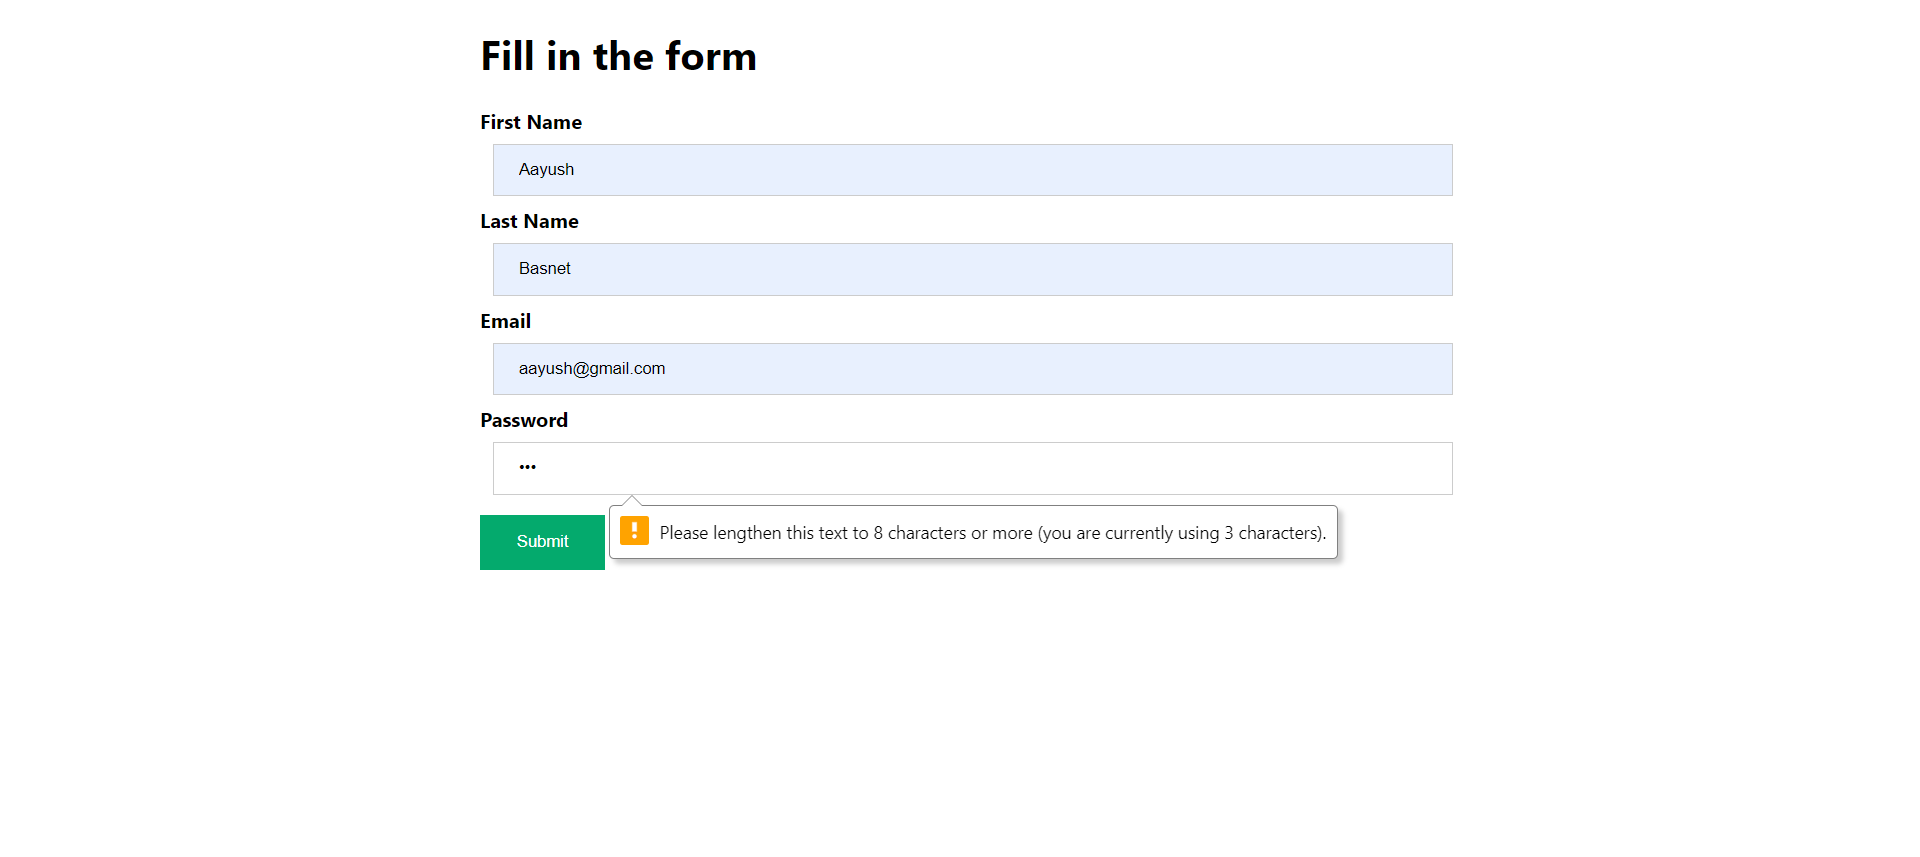 Fill in the form
First Name
Aayush
Last Name
Basnet
Email
aayush@gmail.com
Password
•••
Submit
Please lengthen this text to 8 characters or more (you are currently using 3 characters).